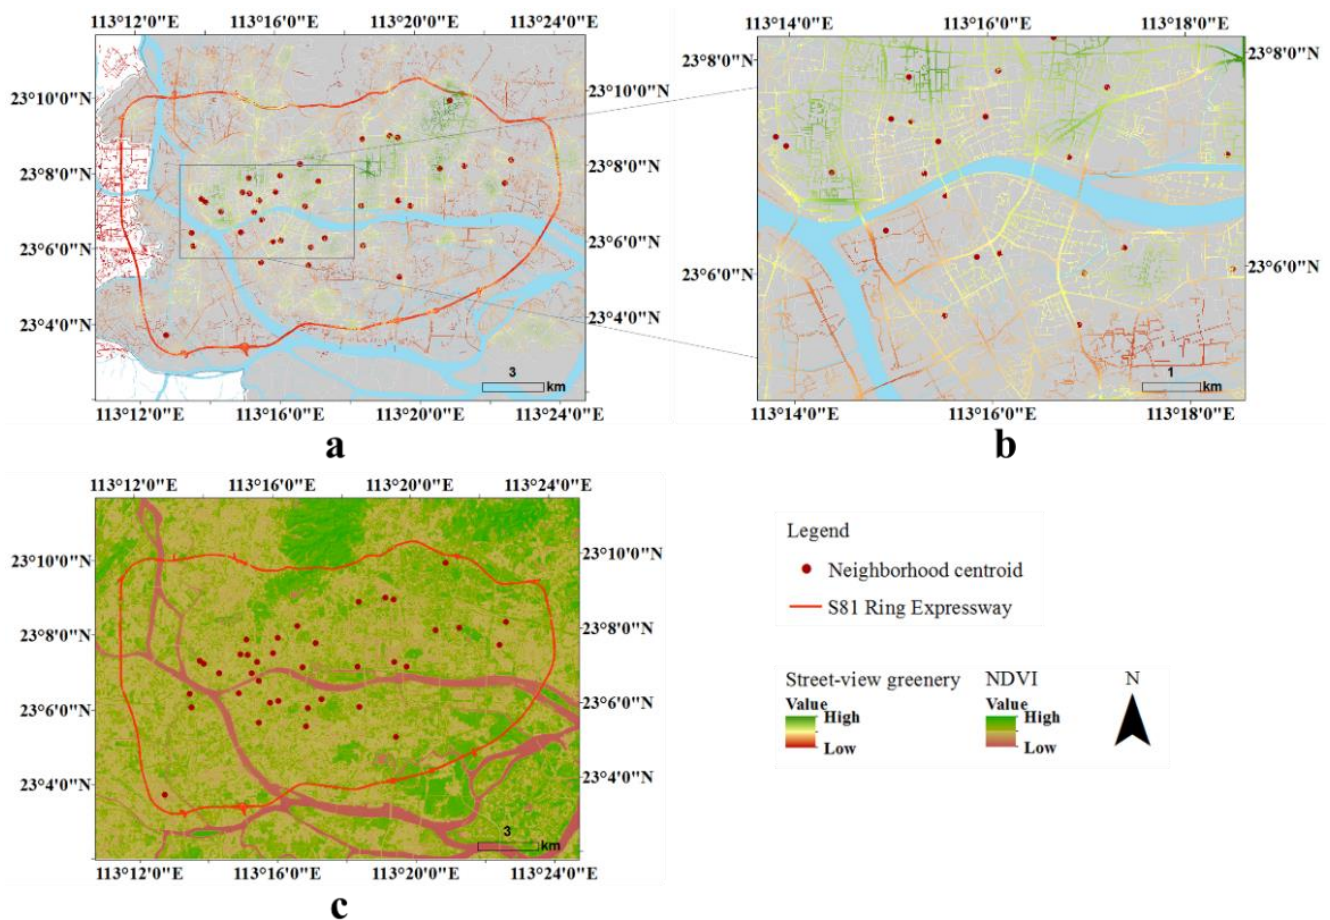 113°12'0"E 113°16'0"E 113°20'0"E 113°24'0"E
23°10'0"N 23°10'0"N
23°8'0"N 23°8'0"N
23°6'0"N 23°6'0"N
23°4'0"N 23°4'0"N
3
km
113°12'0"E 113°16'0"E 113°20'0"E 113°24'0"E
a
113°14'0"E 113°16'0"E 113°18'0"E
23°8'0"N 23°8'0"N
23°6'0"N 23°6'0"N
1
km
113°14'0"E 113°16'0"E 113°18'0"E
b
113°12'0"E 113°16'0"E 113°20'0"E 113°24'0"E
23°10'0"N 23°10'0"N
23°8'0"N 23°8'0"N
23°6'0"N 23°6'0"N
23°4'0"N 23°4'0"N
3
km
113°12'0"E 113°16'0"E 113°20'0"E 113°24'0"E
c
Legend
Neighborhood centroid
S81 Ring Expressway
Street-view greenery NDVI N
Value Value
High High
Low Low